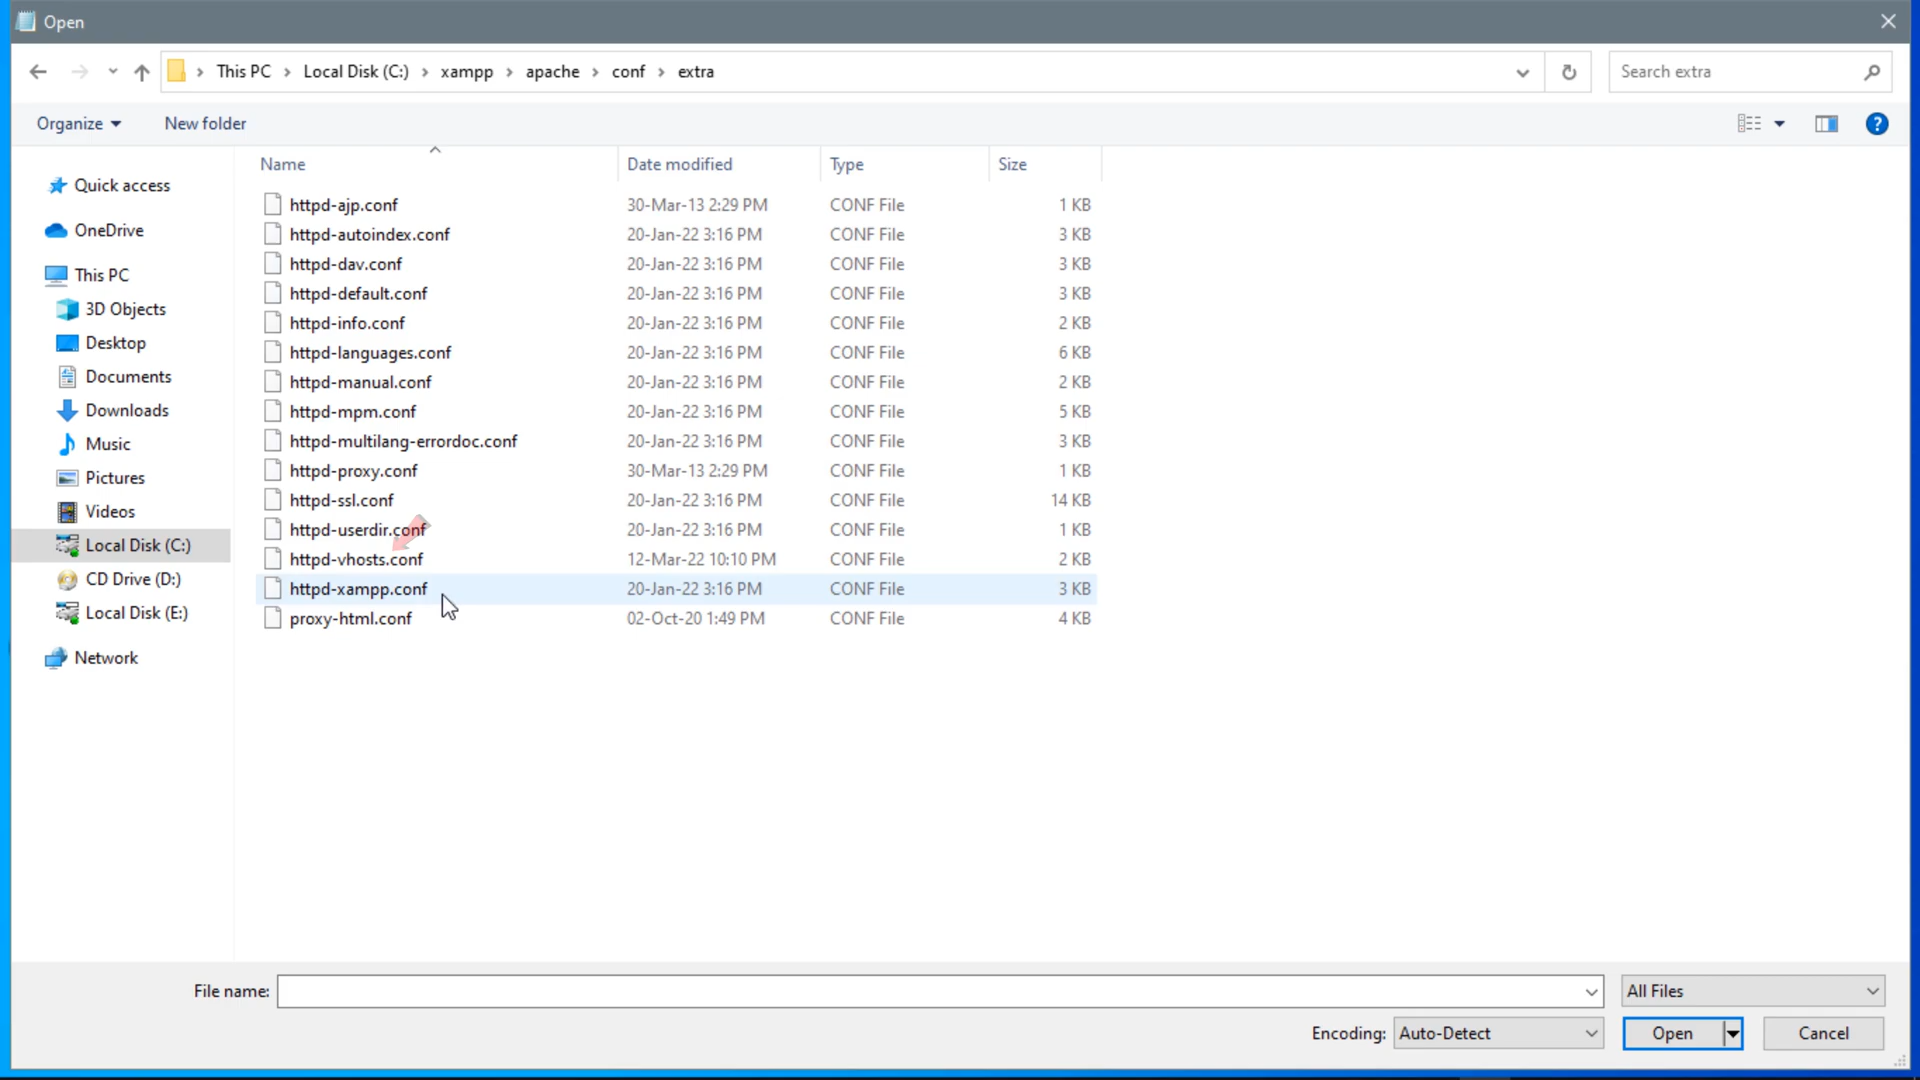 Open
This PC Local Disk (C:) xampp apache conf extra
Search extra
Organize New folder
?
Name Date modified Type Size
Quick access
OneDrive
This PC
3D Objects
Desktop
Documents
Downloads
Music
Pictures
Videos
Local Disk (C:)
CD Drive (D:)
Local Disk (E:)
Network
httpd-ajp.conf 30-Mar-13 2:29 PM CONF File 1 KB
httpd-autoindex.conf 20-Jan-22 3:16 PM CONF File 3 KB
httpd-dav.conf 20-Jan-22 3:16 PM CONF File 3 KB
httpd-default.conf 20-Jan-22 3:16 PM CONF File 3 KB
httpd-info.conf 20-Jan-22 3:16 PM CONF File 2 KB
httpd-languages.conf 20-Jan-22 3:16 PM CONF File 6 KB
httpd-manual.conf 20-Jan-22 3:16 PM CONF File 2 KB
httpd-mpm.conf 20-Jan-22 3:16 PM CONF File 5 KB
httpd-multilang-errordoc.conf 20-Jan-22 3:16 PM CONF File 3 KB
httpd-proxy.conf 30-Mar-13 2:29 PM CONF File 1 KB
httpd-ssl.conf 20-Jan-22 3:16 PM CONF File 14 KB
httpd-userdir.conf 20-Jan-22 3:16 PM CONF File 1 KB
httpd-vhosts.conf 12-Mar-22 10:10 PM CONF File 2 KB
httpd-xampp.conf 20-Jan-22 3:16 PM CONF File 3 KB
proxy-html.conf 02-Oct-20 1:49 PM CONF File 4 KB
File name: All Files
Encoding: Auto-Detect Open Cancel